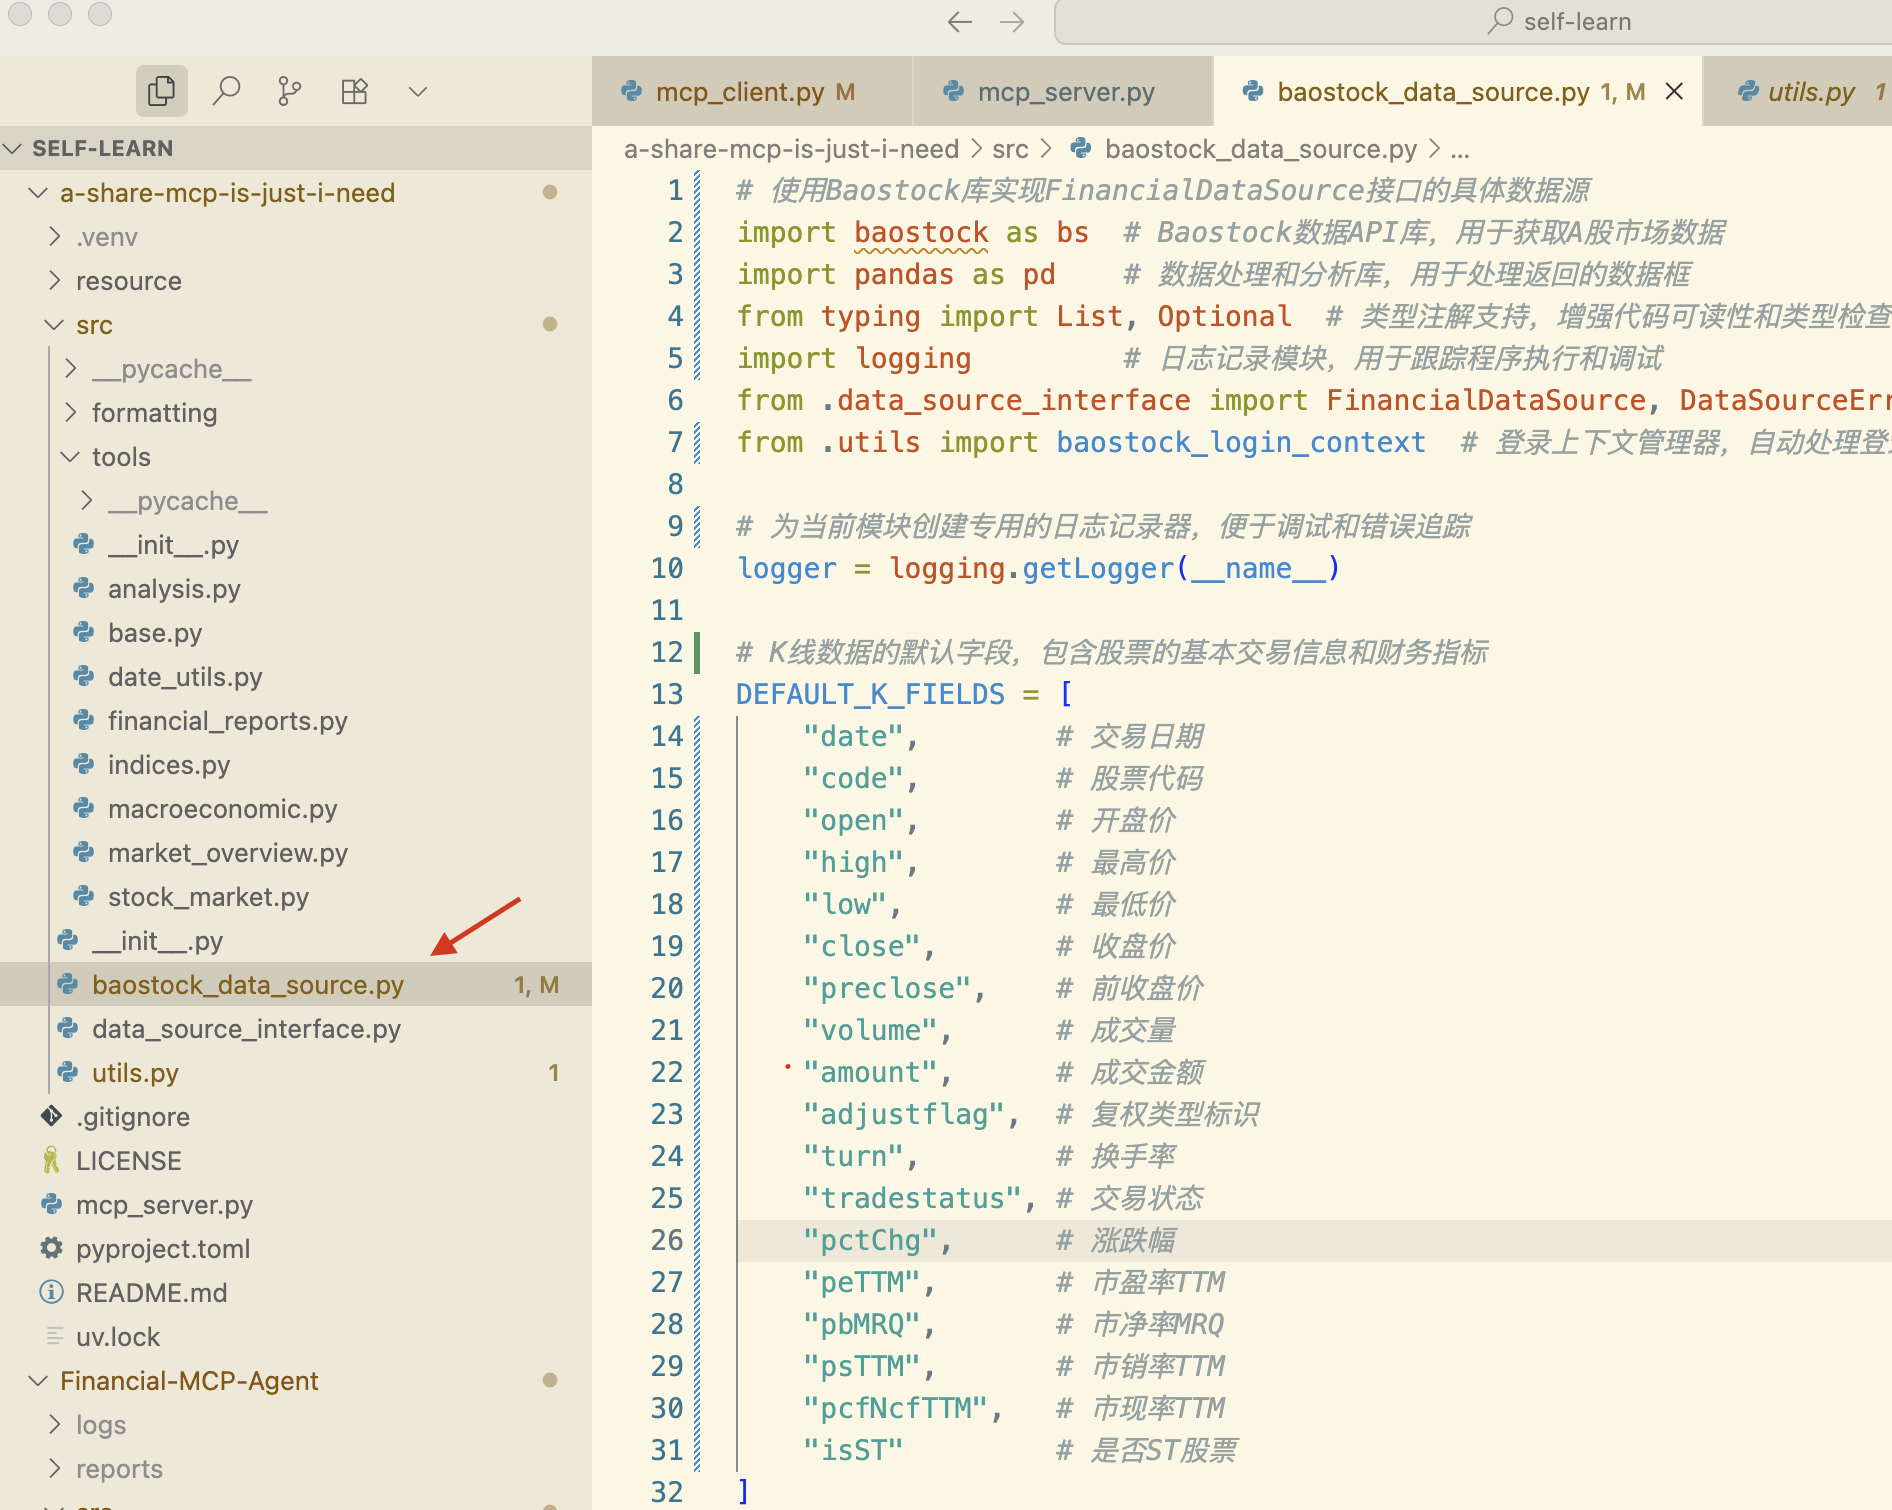 self-learn
SELF-LEARN
a-share-mcp-is-just-i-need
.venv
resource
src
__pycache__
formatting
tools
__pycache__
__init__.py
analysis.py
base.py
date_utils.py
financial_reports.py
indices.py
macroeconomic.py
market_overview.py
stock_market.py
__init__.py
baostock_data_source.py 1, M
data_source_interface.py
utils.py 1
.gitignore
LICENSE
mcp_server.py
pyproject.toml
README.md
uv.lock
Financial-MCP-Agent
logs
reports
src
mcp_client.py M mcp_server.py baostock_data_source.py 1, M utils.py 1
a-share-mcp-is-just-i-need > src > baostock_data_source.py > ...
1 # 使用Baostock库实现FinancialDataSource接口的具体数据源
2 import baostock as bs # Baostock数据API库，用于获取A股市场数据
3 import pandas as pd # 数据处理和分析库，用于处理返回的数据框
4 from typing import List, Optional # 类型注解支持，增强代码可读性和类型检查
5 import logging # 日志记录模块，用于跟踪程序执行和调试
6 from .data_source_interface import FinancialDataSource, DataSourceErr
7 from .utils import baostock_login_context # 登录上下文管理器，自动处理登
8
9 # 为当前模块创建专用的日志记录器，便于调试和错误追踪
10 logger = logging.getLogger(__name__)
11
12 # K线数据的默认字段，包含股票的基本交易信息和财务指标
13 DEFAULT_K_FIELDS = [
14 "date", # 交易日期
15 "code", # 股票代码
16 "open", # 开盘价
17 "high", # 最高价
18 "low", # 最低价
19 "close", # 收盘价
20 "preclose", # 前收盘价
21 "volume", # 成交量
22 "amount", # 成交金额
23 "adjustflag", # 复权类型标识
24 "turn", # 换手率
25 "tradestatus", # 交易状态
26 "pctChg", # 涨跌幅
27 "peTTM", # 市盈率TTM
28 "pbMRQ", # 市净率MRQ
29 "psTTM", # 市销率TTM
30 "pcfNcfTTM", # 市现率TTM
31 "isST" # 是否ST股票
32 ]